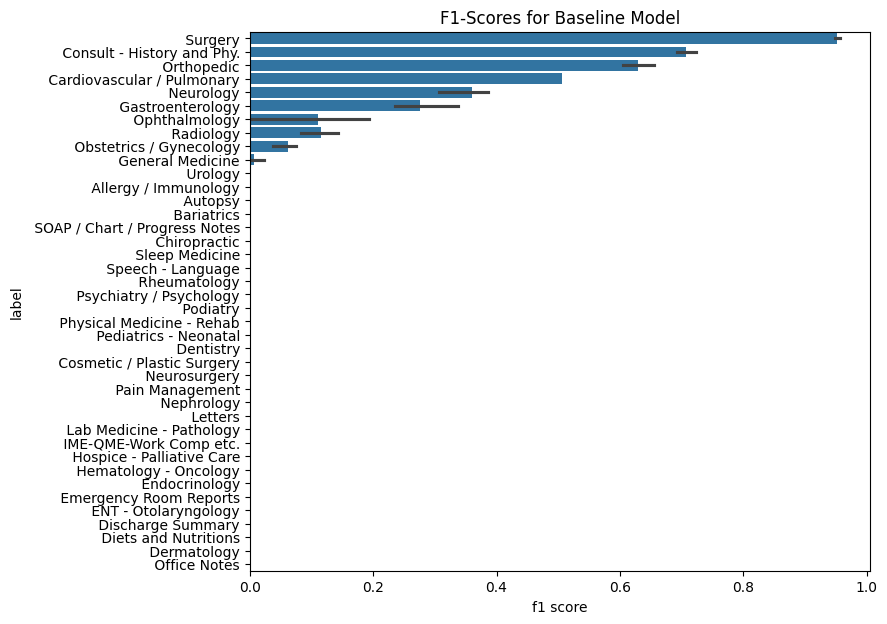 F1-Scores for Baseline Model
Surgery
Consult - History and Phy.
Orthopedic
Cardiovascular / Pulmonary
Neurology
Gastroenterology
Ophthalmology
Radiology
Obstetrics / Gynecology
General Medicine
Urology
Allergy / Immunology
Autopsy
Bariatrics
SOAP / Chart / Progress Notes
Chiropractic
Sleep Medicine
Speech - Language
Rheumatology
Psychiatry / Psychology
Podiatry
Physical Medicine - Rehab
Pediatrics - Neonatal
Dentistry
Cosmetic / Plastic Surgery
Neurosurgery
Pain Management
Nephrology
Letters
Lab Medicine - Pathology
IME-QME-Work Comp etc.
Hospice - Palliative Care
Hematology - Oncology
Endocrinology
Emergency Room Reports
ENT - Otolaryngology
Discharge Summary
Diets and Nutritions
Dermatology
Office Notes
label
0.0 0.2 0.4 0.6 0.8 1.0
f1 score